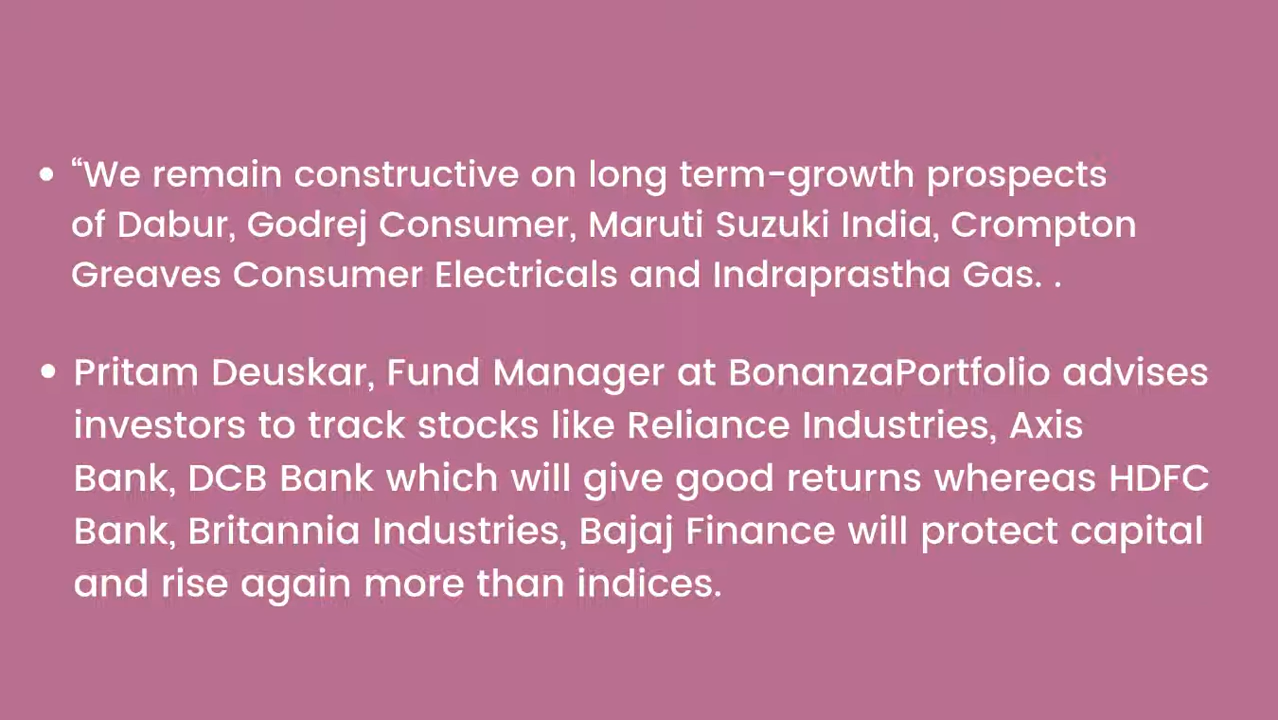 • “We remain constructive on long term-growth prospects
of Dabur, Godrej Consumer, Maruti Suzuki India, Crompton
Greaves Consumer Electricals and Indraprastha Gas. .
• Pritam Deuskar, Fund Manager at BonanzaPortfolio advises
investors to track stocks like Reliance Industries, Axis
Bank, DCB Bank which will give good returns whereas HDFC
Bank, Britannia Industries, Bajaj Finance will protect capital
and rise again more than indices.